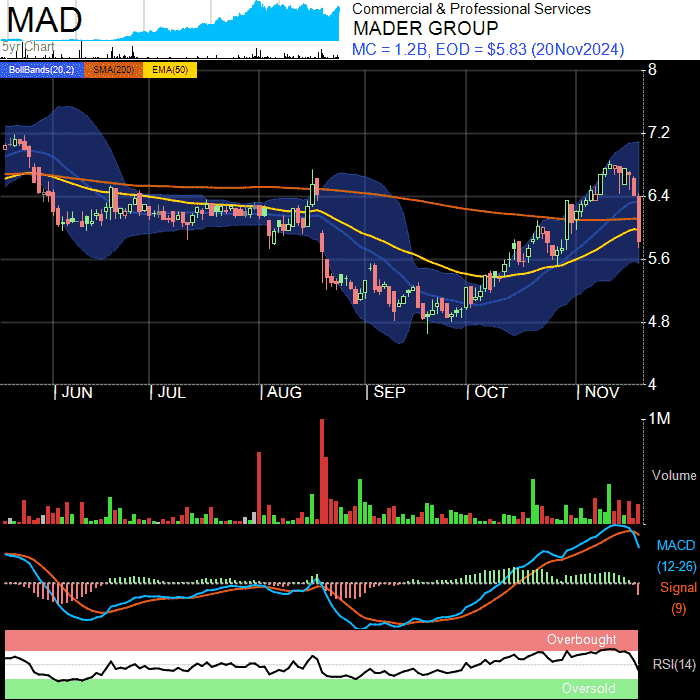 MAD
5yr Chart
Commercial & Professional Services
MADER GROUP
MC = 1.2B, EOD = $5.83 (20Nov2024)
BollBands(20,2) SMA(200) EMA(50)
8
7.2
6.4
5.6
4.8
4
JUN JUL AUG SEP OCT NOV
1M
Volume
MACD
(12-26)
Signal
(9)
Overbought
RSI(14)
Oversold